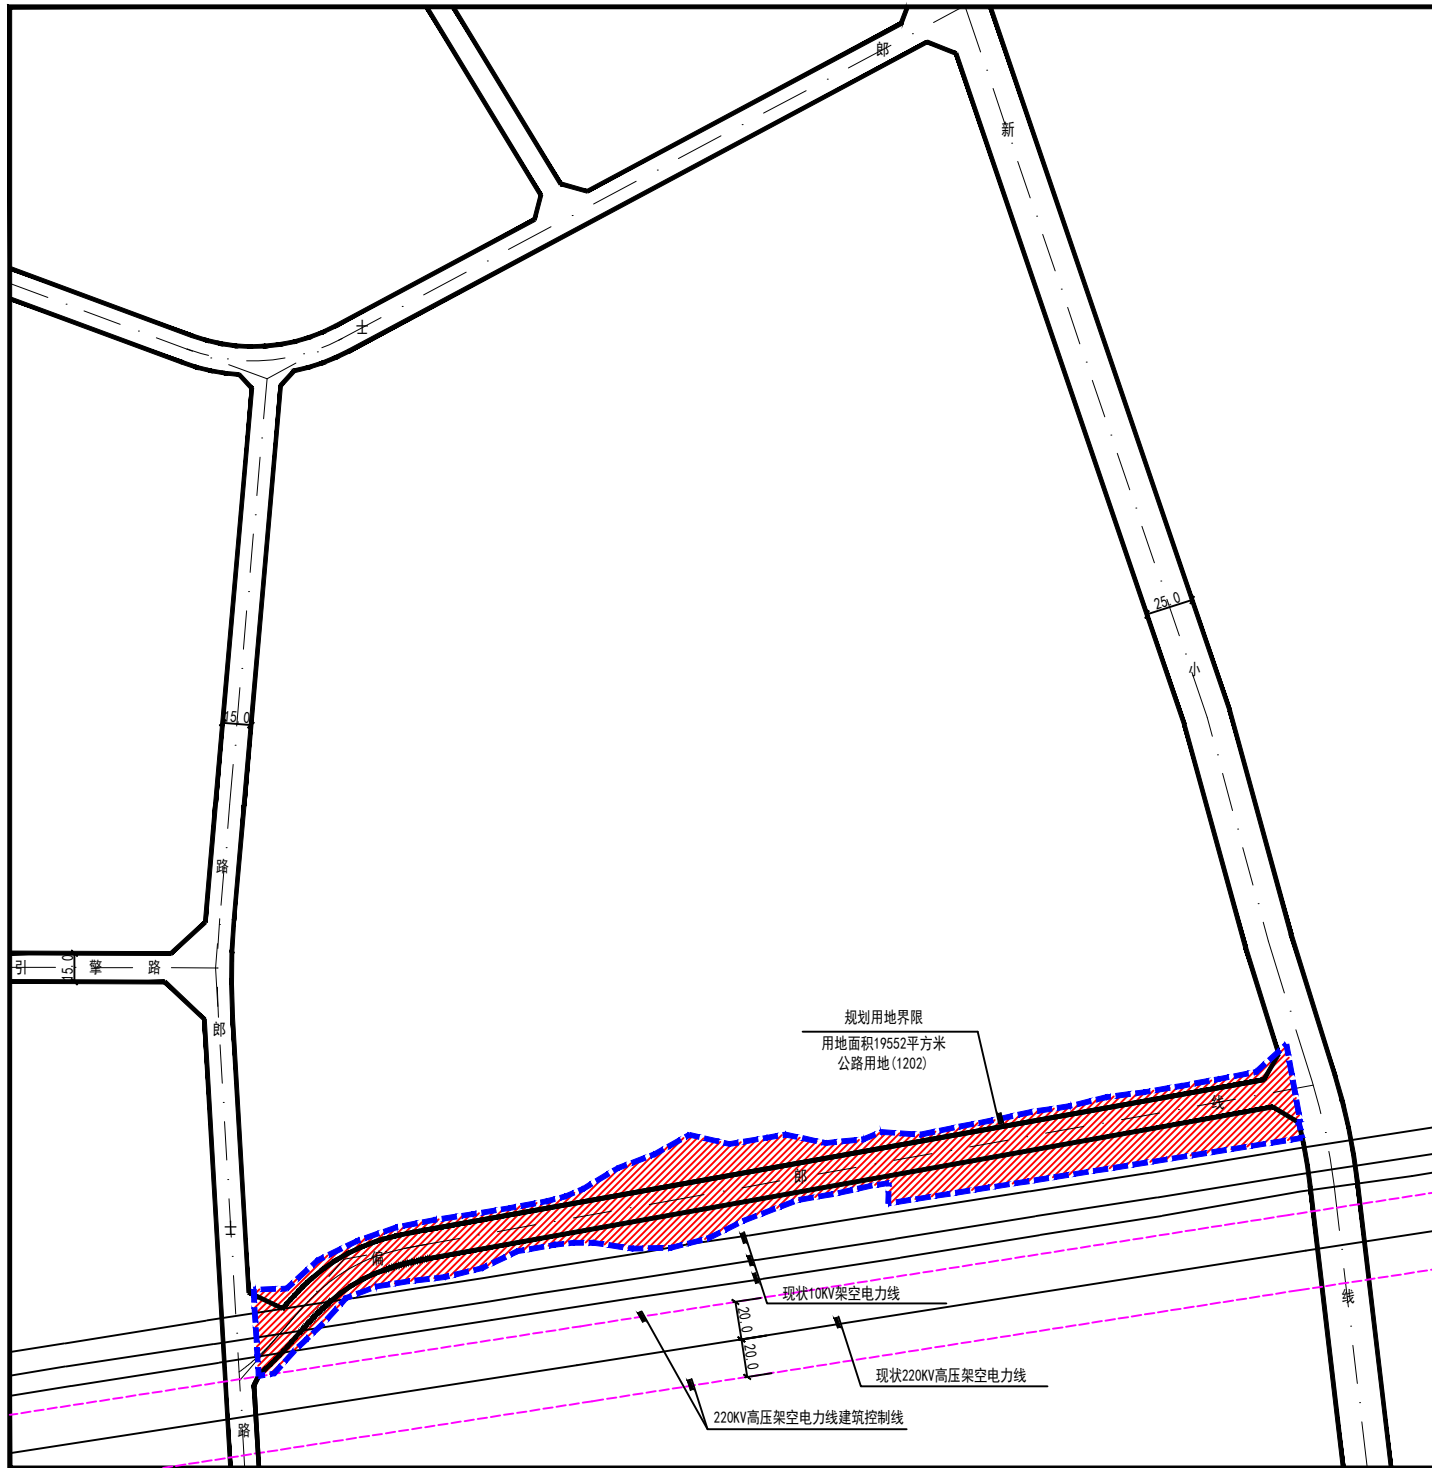 郎
新
士
25.0
小
15.0
路
引擎路
15.0
郎
规划用地界限
用地面积19552平方米
公路用地(1202)
线
郎
士
偏
现状10KV架空电力线
线
20.0
20.0
现状220KV高压架空电力线
220KV高压架空电力线建筑控制线
路